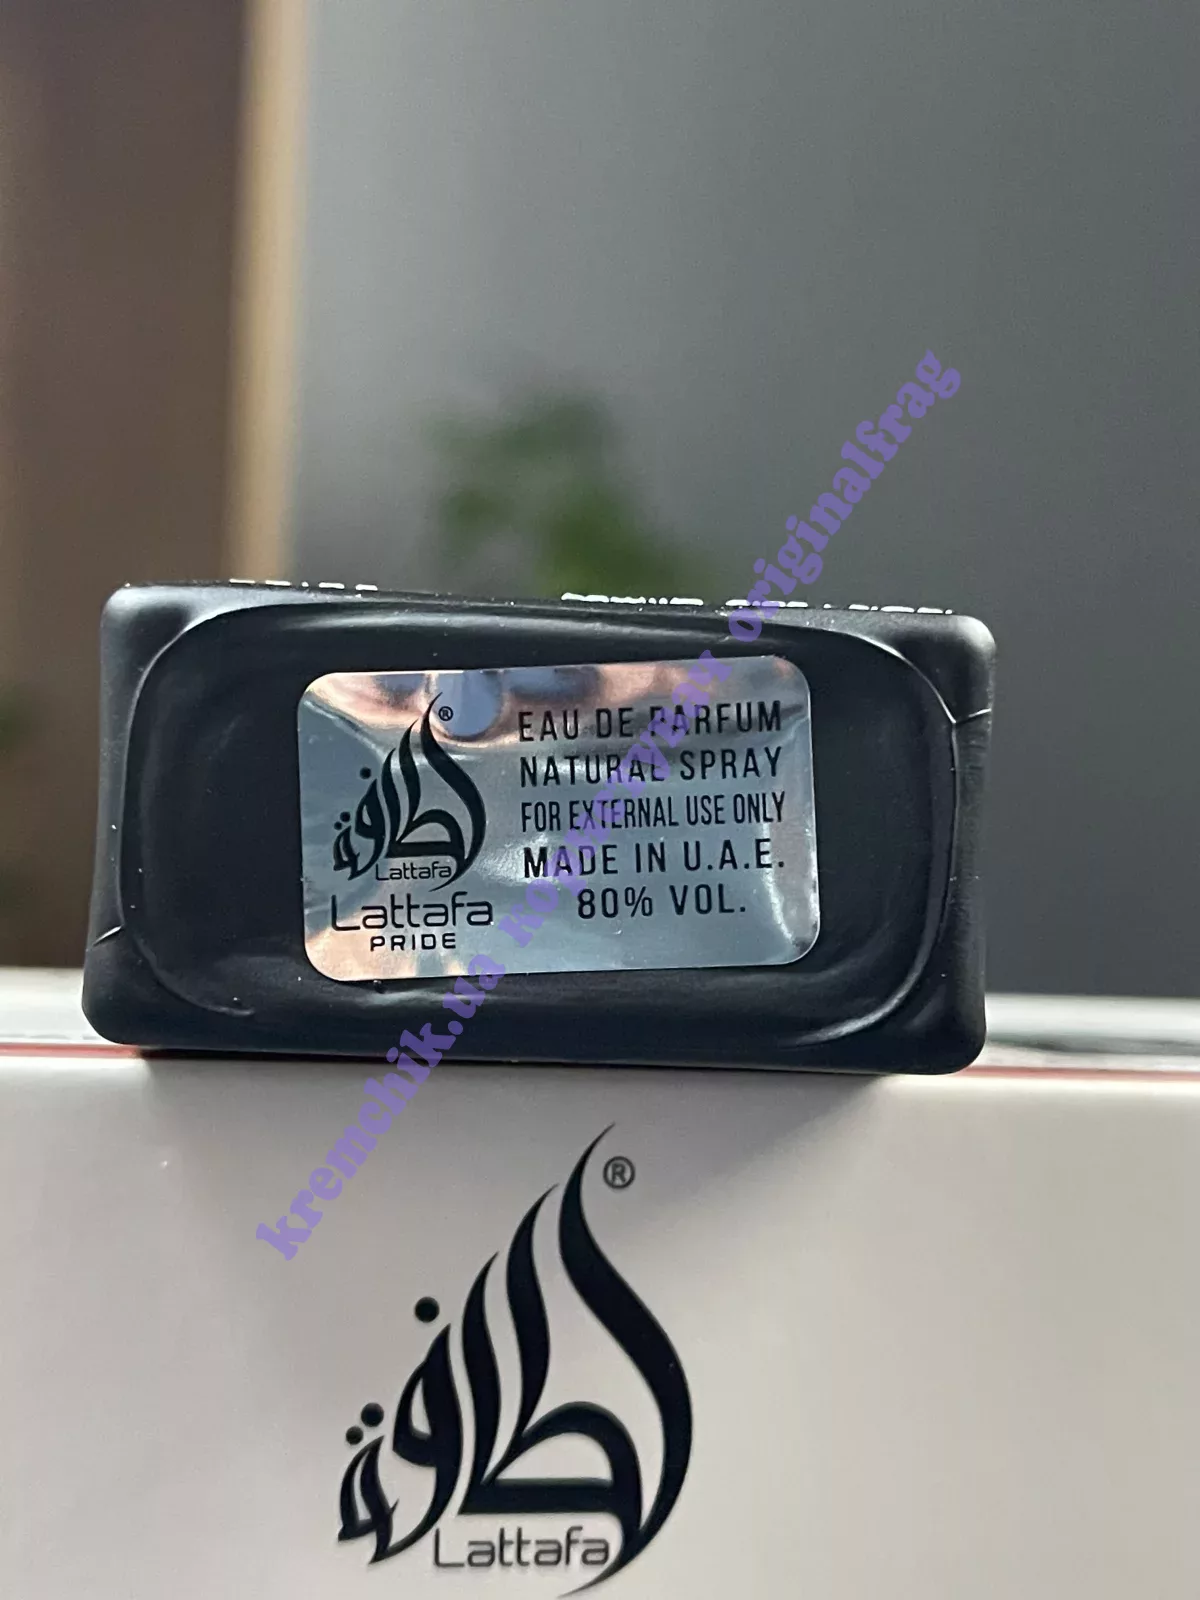 ®
لطافة
Lattafa
Lattafa
PRIDE
EAU DE PARFUM
NATURAL SPRAY
FOR EXTERNAL USE ONLY
MADE IN U.A.E.
80% VOL.
kremchik.ua користувач originalfrag
®
لطافة
Lattafa